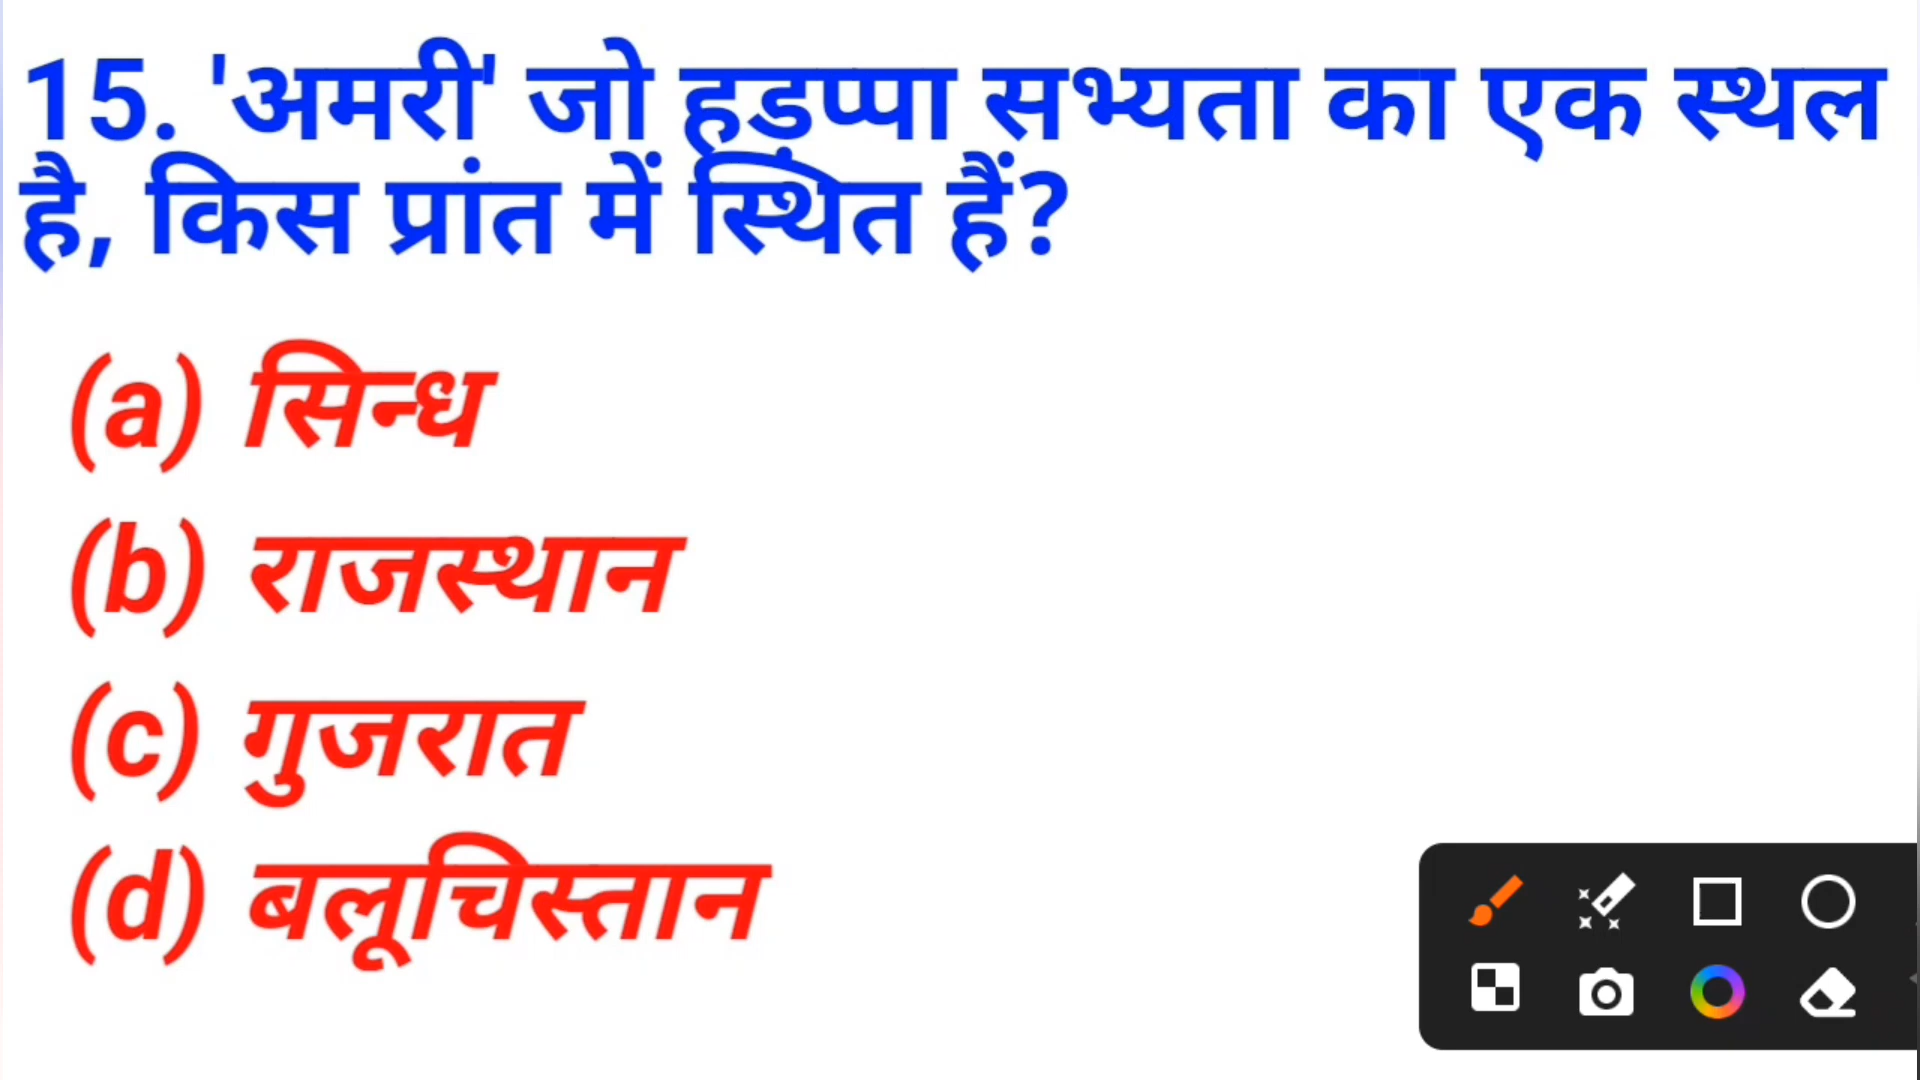 15. 'अमरी' जो हड़प्पा सभ्यता का एक स्थल
है, किस प्रांत में स्थित हैं?
(a) सिन्ध
(b) राजस्थान
(c) गुजरात
(d) बलूचिस्तान